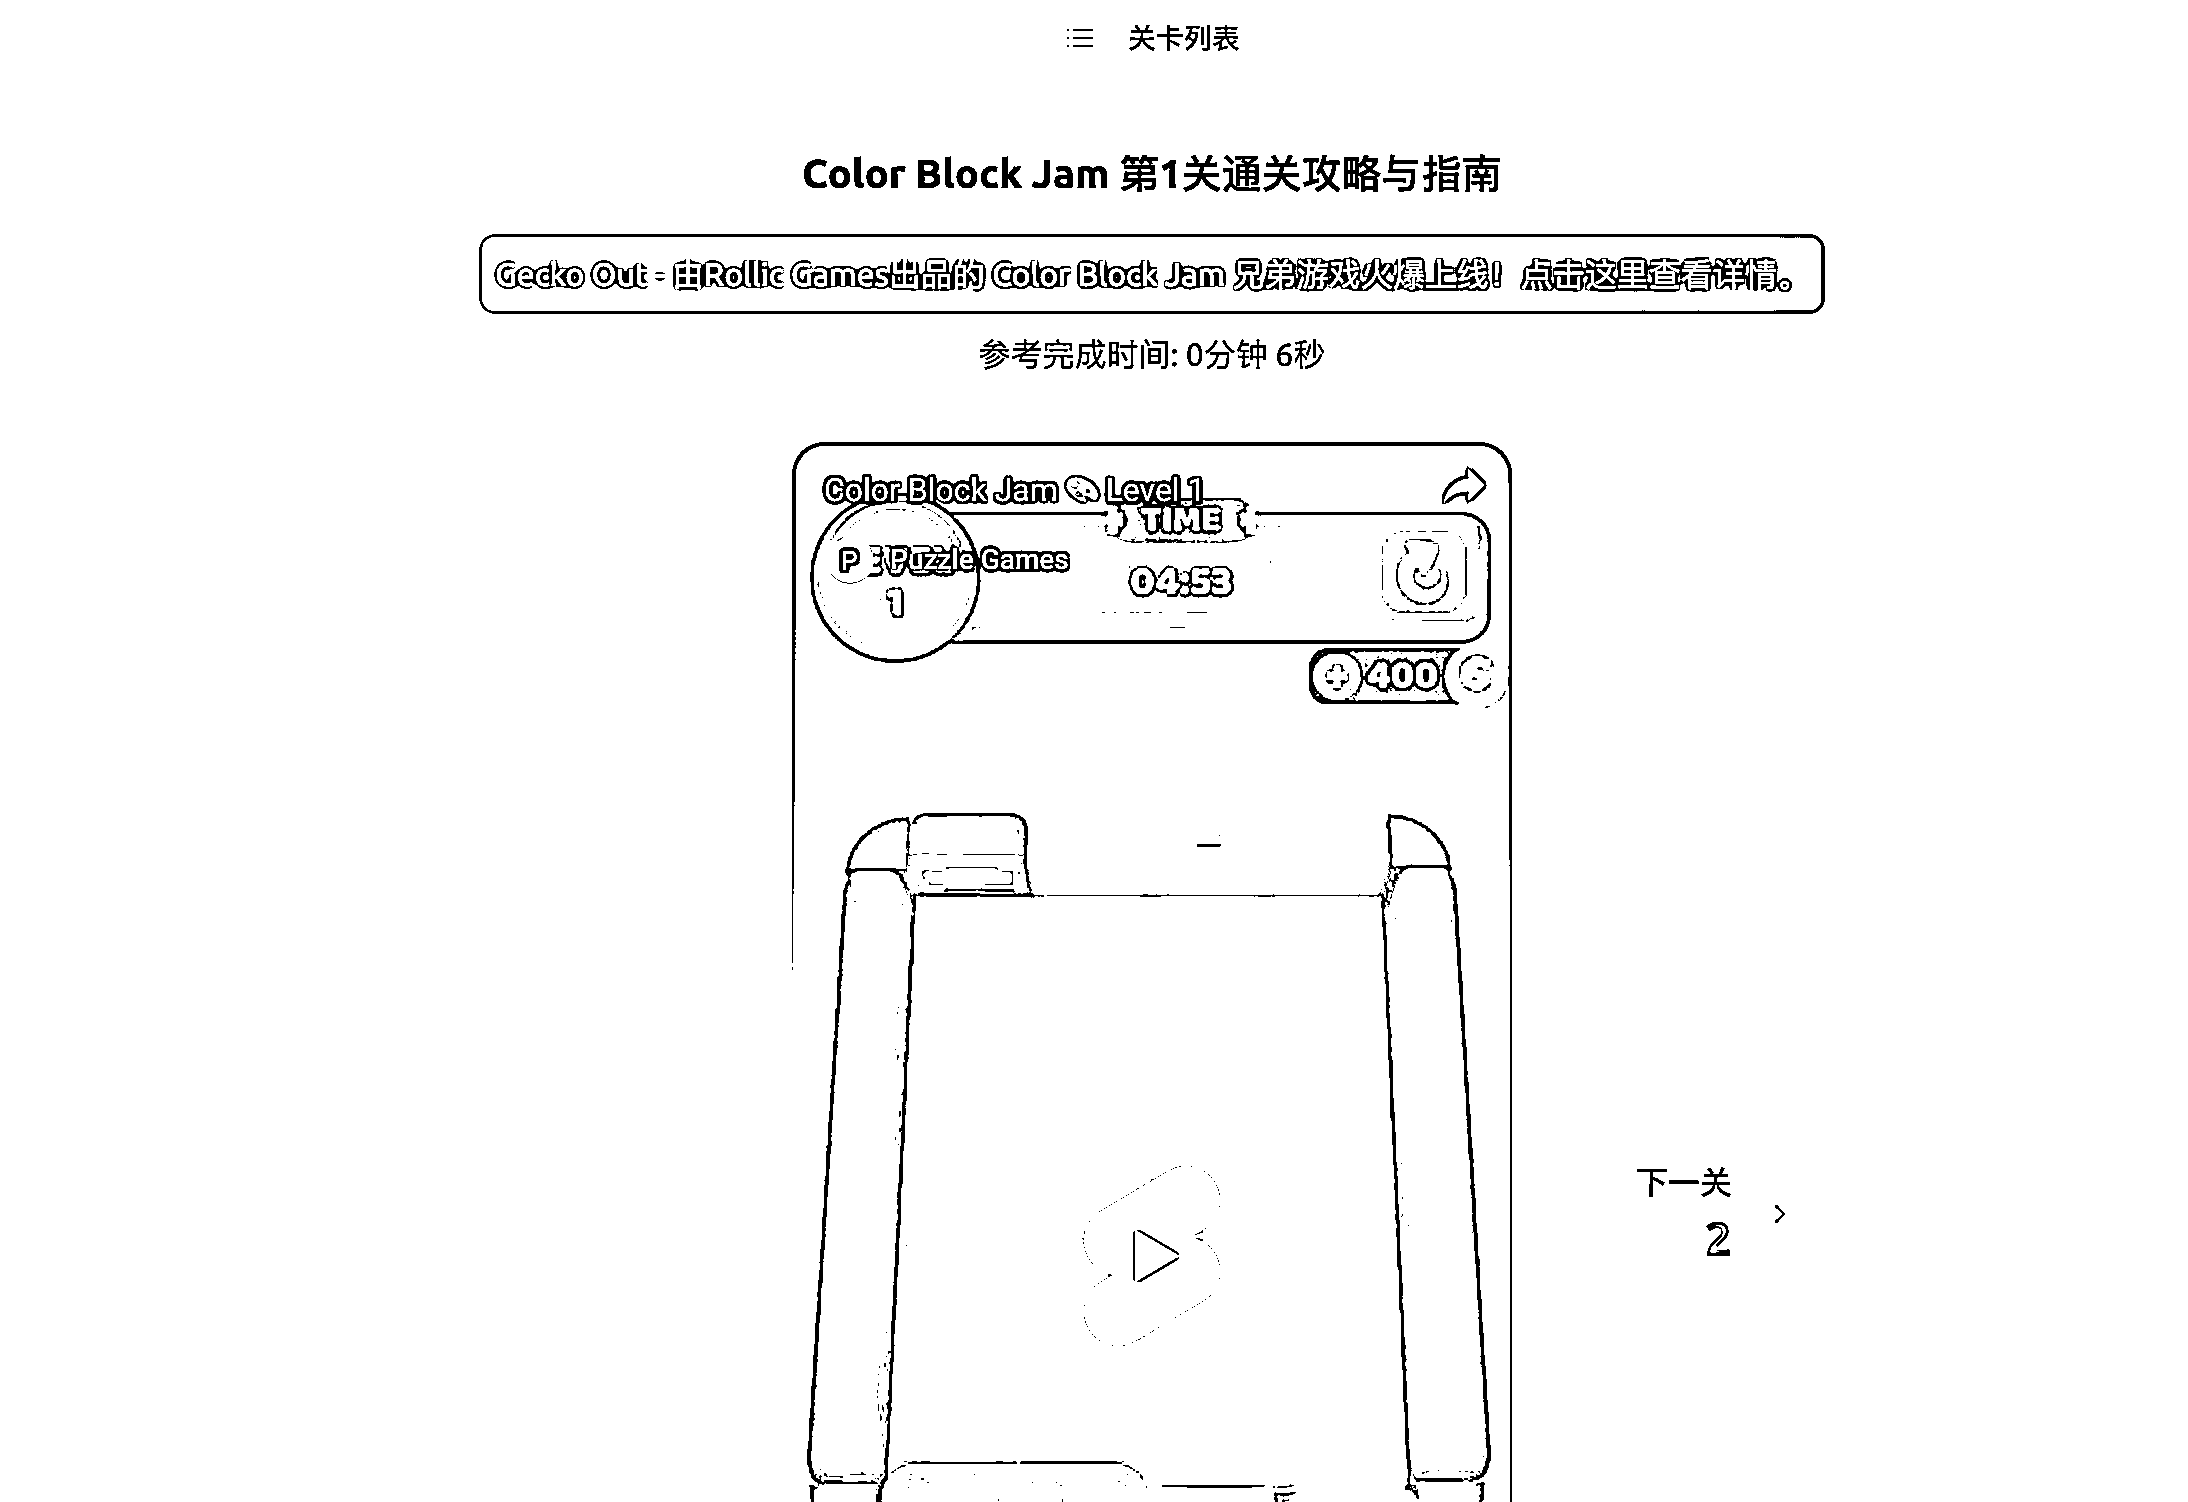 关卡列表
Color Block Jam 第1关通关攻略与指南
Gecko Out - 由Rollic Games出品的 Color Block Jam 兄弟游戏火爆上线！点击这里查看详情。
参考完成时间: 0分钟 6秒
Color Block Jam 🎨 Level 1
TIME
P Puzzle Games
04:53
1
400
下一关
2